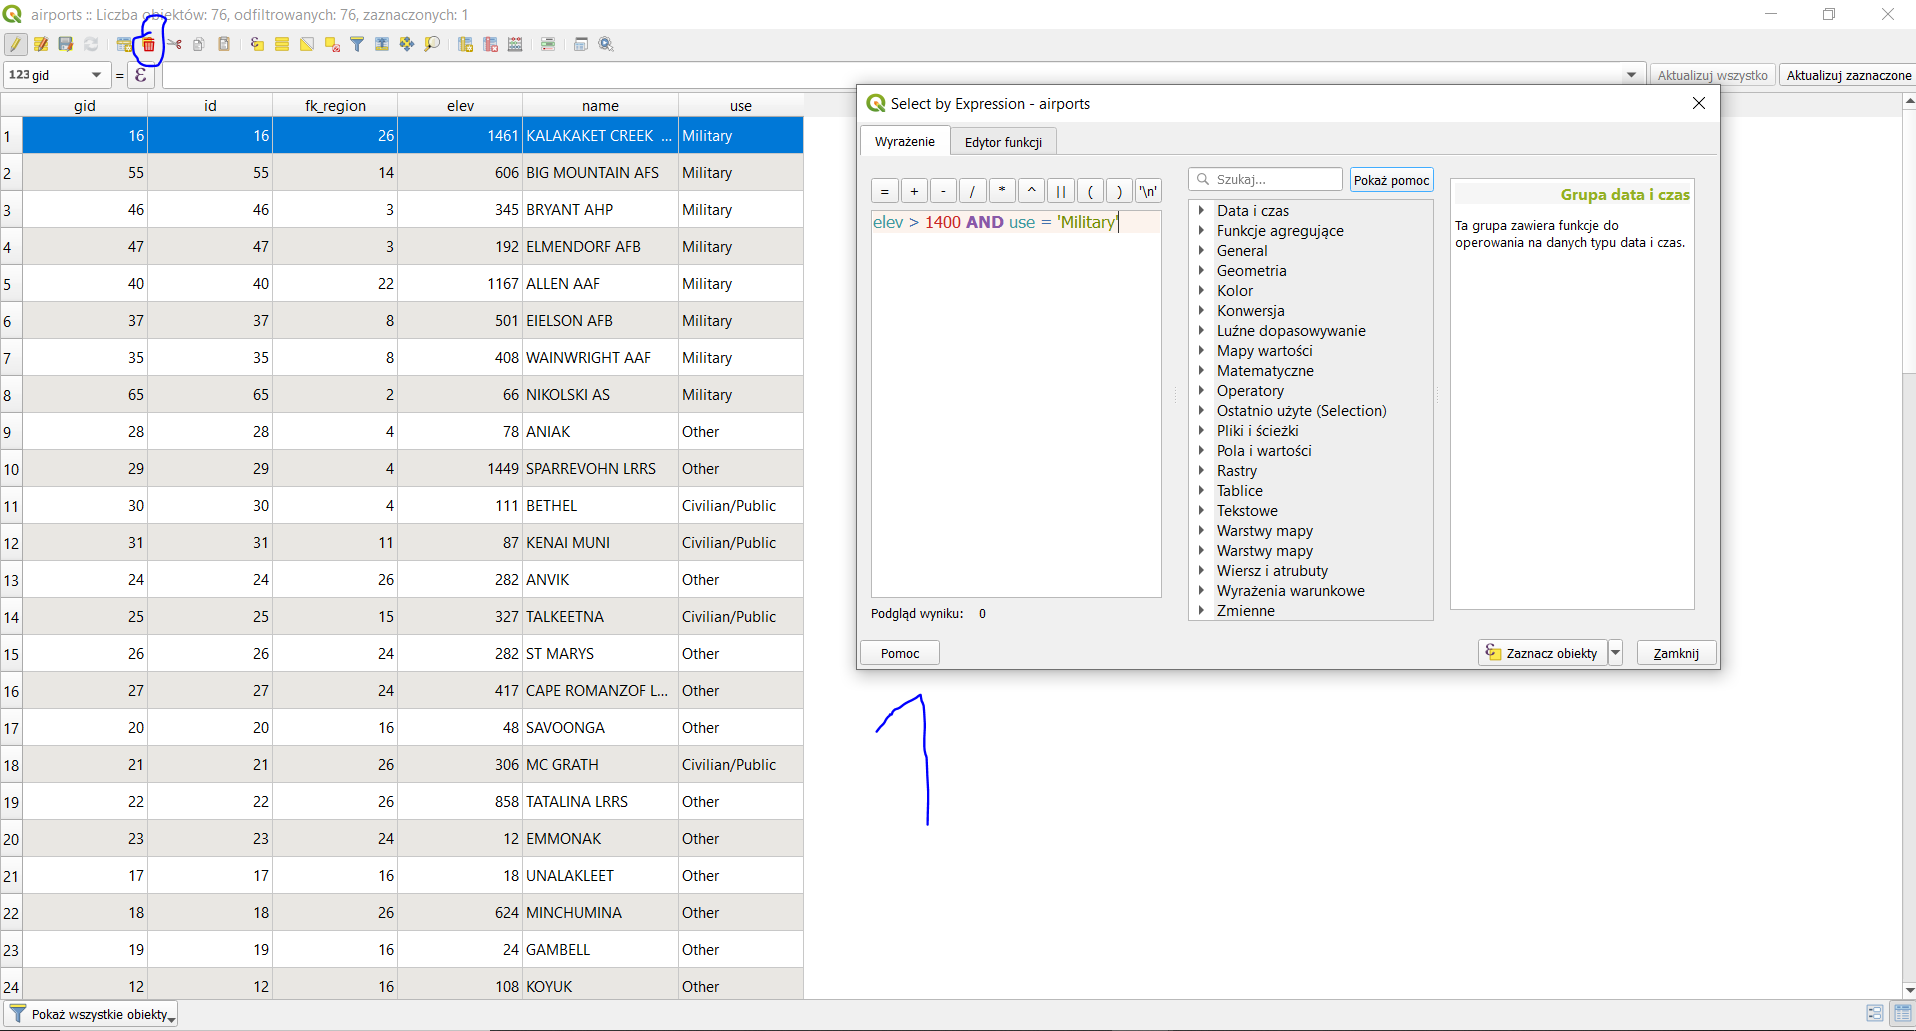 airports :: Liczba obiektów: 76, odfiltrowanych: 76, zaznaczonych: 1
123 gid = ε Aktualizuj wszystko Aktualizuj zaznaczone
gid id fk_region elev name use
1 16 16 26 1461 KALAKAKET CREEK ... Military
2 55 55 14 606 BIG MOUNTAIN AFS Military
3 46 46 3 345 BRYANT AHP Military
4 47 47 3 192 ELMENDORF AFB Military
5 40 40 22 1167 ALLEN AAF Military
6 37 37 8 501 EIELSON AFB Military
7 35 35 8 408 WAINWRIGHT AAF Military
8 65 65 2 66 NIKOLSKI AS Military
9 28 28 4 78 ANIAK Other
10 29 29 4 1449 SPARREVOHN LRRS Other
11 30 30 4 111 BETHEL Civilian/Public
12 31 31 11 87 KENAI MUNI Civilian/Public
13 24 24 26 282 ANVIK Other
14 25 25 15 327 TALKEETNA Civilian/Public
15 26 26 24 282 ST MARYS Other
16 27 27 24 417 CAPE ROMANZOF L... Other
17 20 20 16 48 SAVOONGA Other
18 21 21 26 306 MC GRATH Civilian/Public
19 22 22 26 858 TATALINA LRRS Other
20 23 23 24 12 EMMONAK Other
21 17 17 16 18 UNALAKLEET Other
22 18 18 26 624 MINCHUMINA Other
23 19 19 16 24 GAMBELL Other
24 12 12 16 108 KOYUK Other
Pokaż wszystkie obiekty
Select by Expression - airports
Wyrażenie Edytor funkcji
= + - / * ^ || ( ) '\n'
elev > 1400 AND use = 'Military'
Podgląd wyniku: 0
Pomoc
Szukaj... Pokaż pomoc
Data i czas
Funkcje agregujące
General
Geometria
Kolor
Konwersja
Luźne dopasowywanie
Mapy wartości
Matematyczne
Operatory
Ostatnio użyte (Selection)
Pliki i ścieżki
Pola i wartości
Rastry
Tablice
Tekstowe
Warstwy mapy
Warstwy mapy
Wiersz i atrubuty
Wyrażenia warunkowe
Zmienne
Grupa data i czas
Ta grupa zawiera funkcje do
operowania na danych typu data i czas.
Zaznacz obiekty Zamknij
1